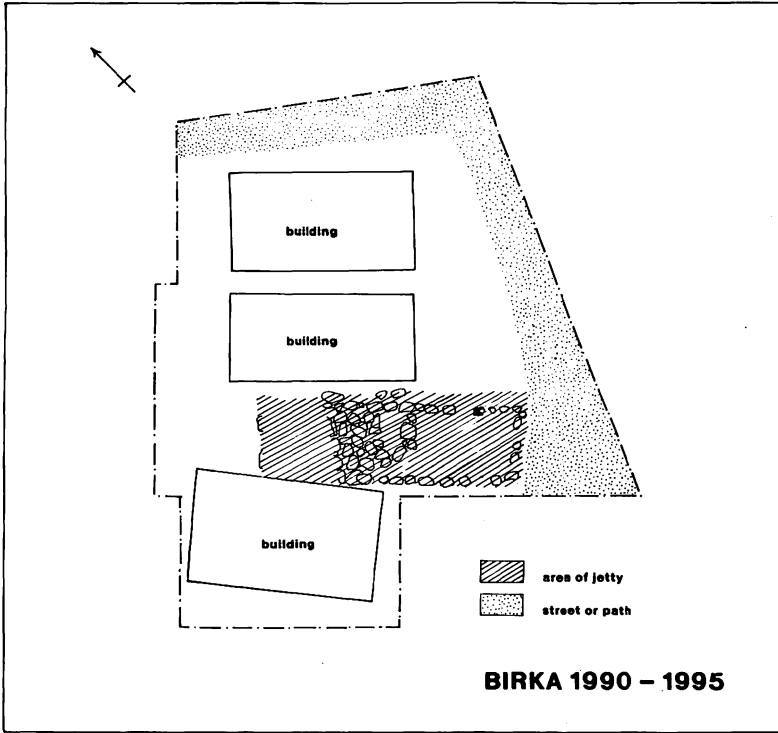 building
building
building
area of jetty
street or path
BIRKA 1990 – 1995